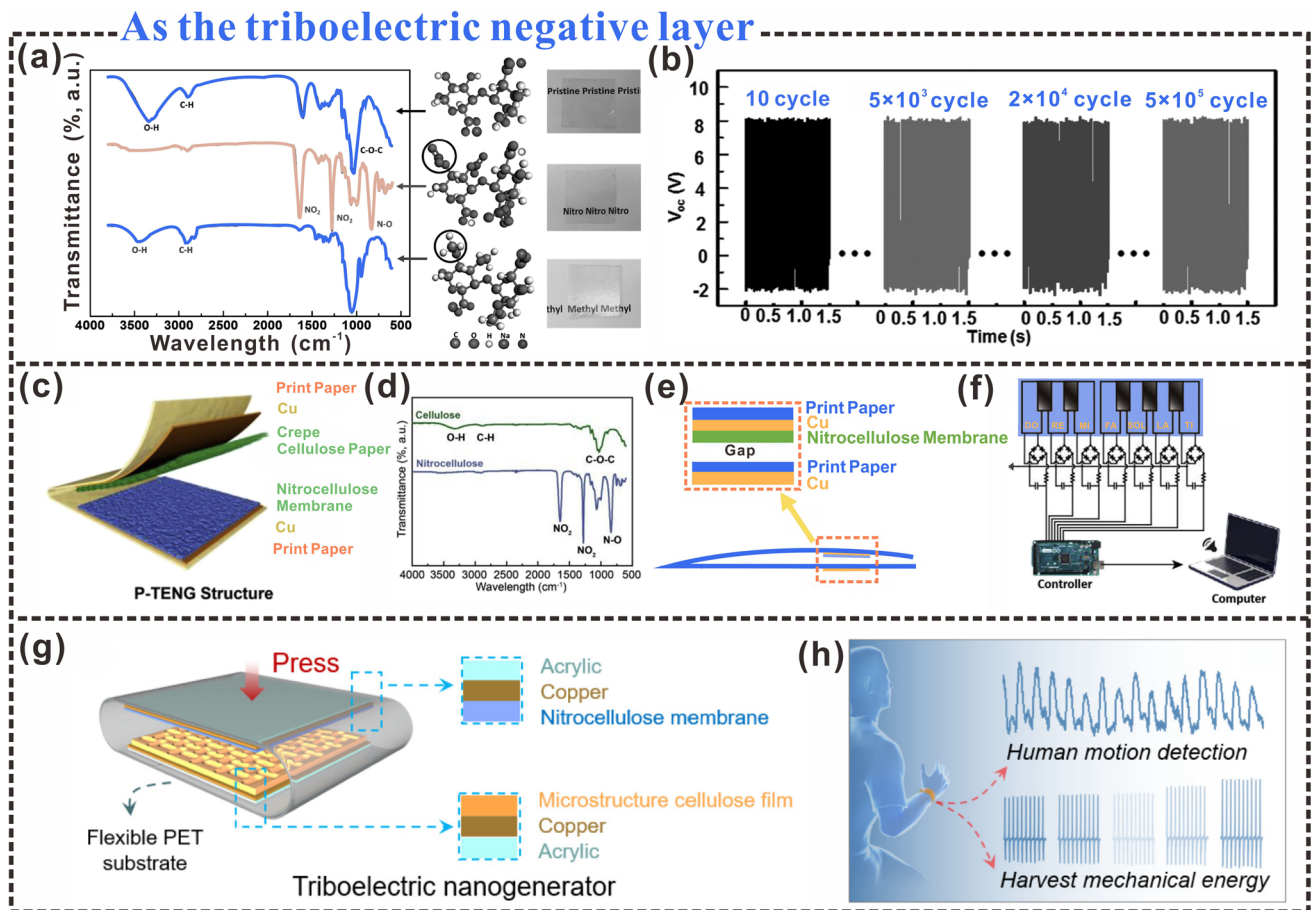 As the triboelectric negative layer
(a)
Transmittance (%, a.u.)
O-H
C-H
C-O-C
NO2
NO2
N-O
O-H
C-H
4000 3500 3000 2500 2000 1500 1000 500
Wavelength (cm-1)
C O H Na N
Pristine Pristine Pristi
Nitro Nitro Nitro
thyl Methyl Methyl
(b)
10 cycle
5×10³ cycle
2×10⁴ cycle
5×10⁵ cycle
Voc (V)
10
8
6
4
2
0
-2
0 0.5 1.0 1.5
0 0.5 1.0 1.5
0 0.5 1.0 1.5
0 0.5 1.0 1.5
Time (s)
(c)
Print Paper
Cu
Crepe
Cellulose Paper
Nitrocellulose
Membrane
Cu
Print Paper
P-TENG Structure
(d)
Transmittance (%, a.u.)
Cellulose
O-H
C-H
C-O-C
Nitrocellulose
NO2
NO2
N-O
4000 3500 3000 2500 2000 1500 1000 500
Wavelength (cm-1)
(e)
Print Paper
Cu
Nitrocellulose Membrane
Gap
Print Paper
Cu
(f)
DO RE MI FA SOL LA TI
Controller
Computer
(g)
Press
Acrylic
Copper
Nitrocellulose membrane
Microstructure cellulose film
Copper
Acrylic
Flexible PET
substrate
Triboelectric nanogenerator
(h)
Human motion detection
Harvest mechanical energy